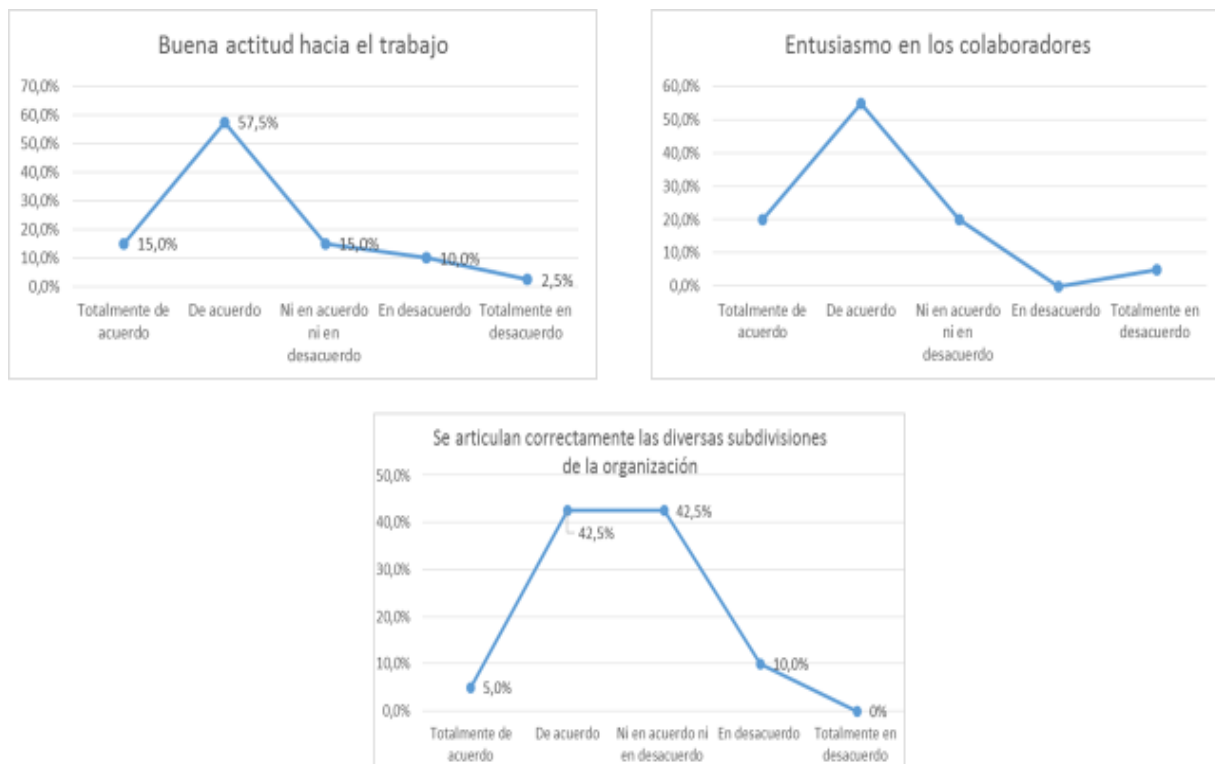 Buena actitud hacia el trabajo
70,0%
60,0%
50,0%
40,0%
30,0%
20,0%
10,0%
0,0%
57,5%
15,0%
15,0%
10,0%
2,5%
Totalmente de
acuerdo
De acuerdo
Ni en acuerdo
ni en
desacuerdo
En desacuerdo
Totalmente en
desacuerdo
Entusiasmo en los colaboradores
60,0%
50,0%
40,0%
30,0%
20,0%
10,0%
0,0%
Totalmente de
acuerdo
De acuerdo
Ni en acuerdo
ni en
desacuerdo
En desacuerdo
Totalmente en
desacuerdo
Se articulan correctamente las diversas subdivisiones
de la organización
50,0%
40,0%
30,0%
20,0%
10,0%
0,0%
42,5%
42,5%
10,0%
5,0%
0%
Totalmente de
acuerdo
De acuerdo
Ni en acuerdo ni
en desacuerdo
En desacuerdo
Totalmente en
desacuerdo